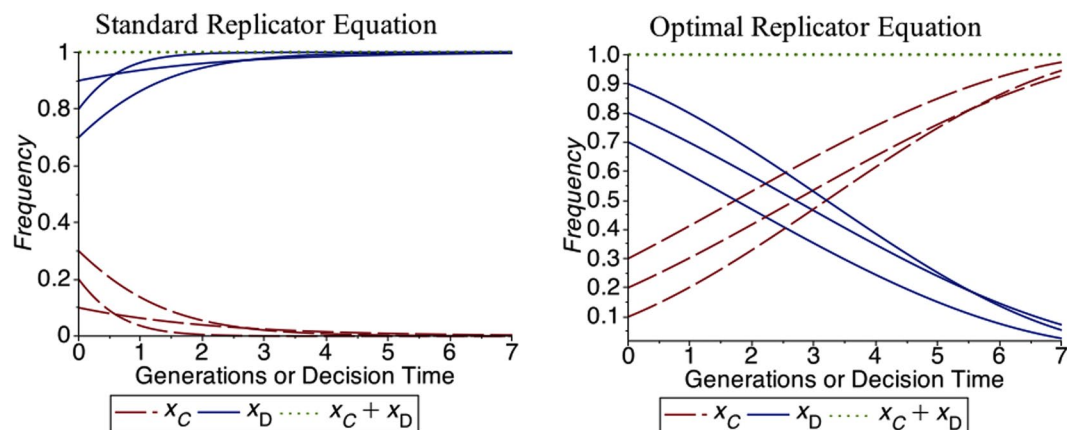 Standard Replicator Equation
Frequency
1
0.8
0.6
0.4
0.2
0
0 1 2 3 4 5 6 7
Generations or Decision Time
x_C x_D x_C + x_D
Optimal Replicator Equation
Frequency
1.0
0.9
0.8
0.7
0.6
0.5
0.4
0.3
0.2
0.1
0 1 2 3 4 5 6 7
Generations or Decision Time
x_C x_D x_C + x_D